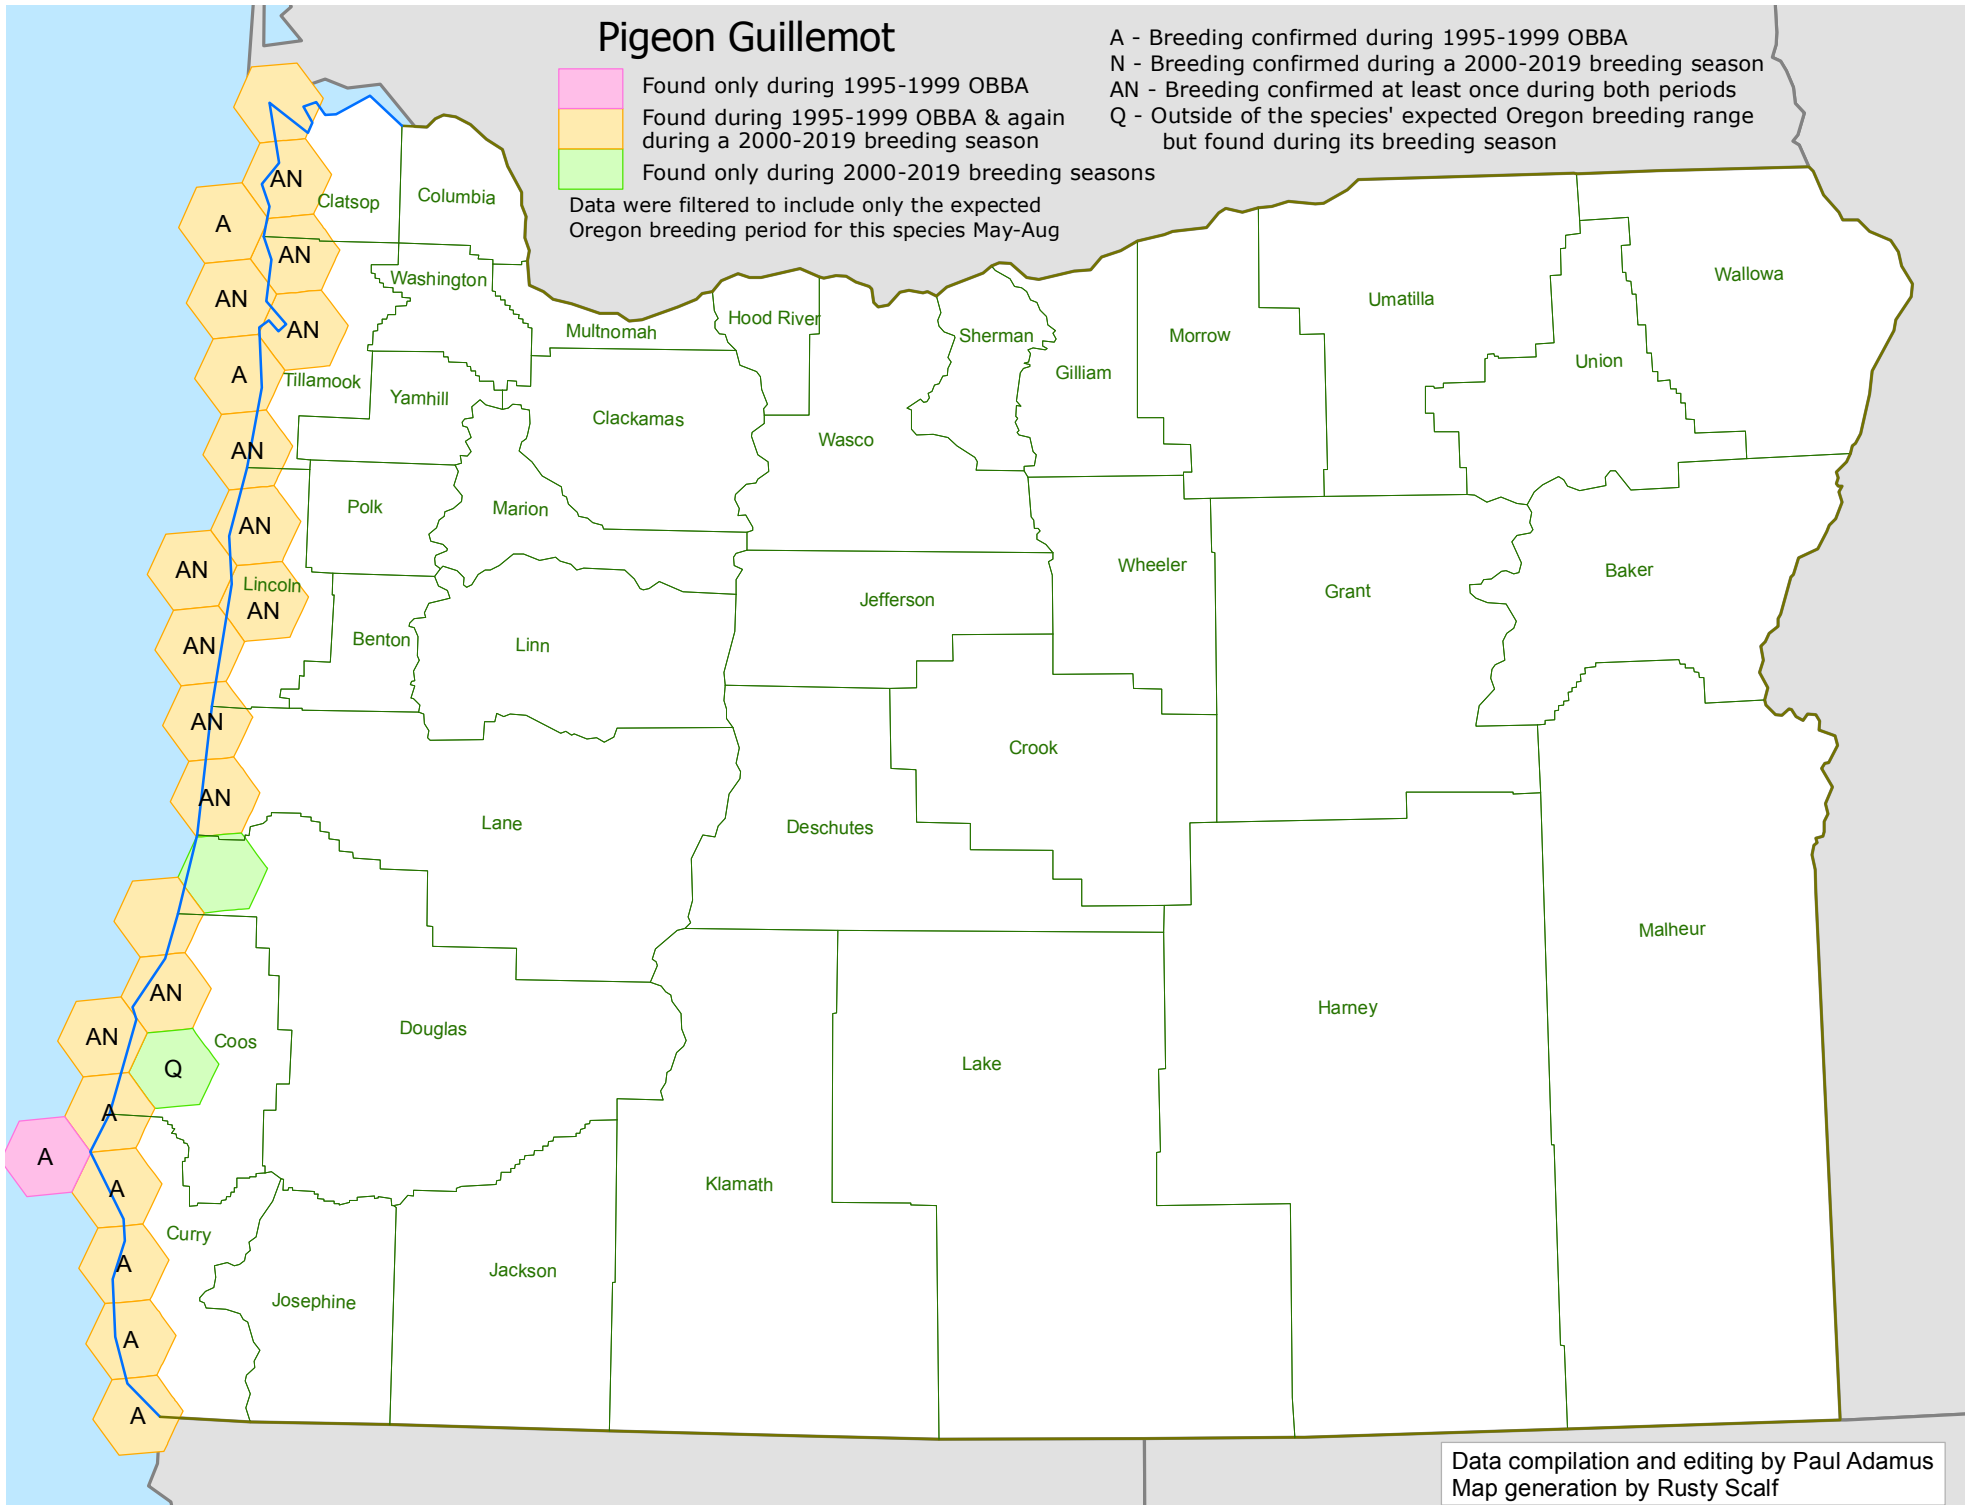 Pigeon Guillemot
Found only during 1995-1999 OBBA
Found during 1995-1999 OBBA & again
during a 2000-2019 breeding season
Found only during 2000-2019 breeding seasons
Data were filtered to include only the expected
Oregon breeding period for this species May-Aug
A - Breeding confirmed during 1995-1999 OBBA
N - Breeding confirmed during a 2000-2019 breeding season
AN - Breeding confirmed at least once during both periods
Q - Outside of the species' expected Oregon breeding range
but found during its breeding season
AN
Clatsop
Columbia
A
AN
Washington
Wallowa
AN
Umatilla
Hood River
AN
Multnomah
Sherman
Morrow
A
Tillamook
Gilliam
Union
Yamhill
Clackamas
Wasco
AN
Polk
Marion
AN
AN
Lincoln
Wheeler
Baker
AN
Jefferson
Grant
AN
Benton
Linn
AN
Crook
AN
Lane
Deschutes
Malheur
AN
Harney
AN
Coos
Douglas
Q
Lake
A
A
A
Klamath
Curry
A
Jackson
Josephine
A
A
Data compilation and editing by Paul Adamus
Map generation by Rusty Scalf